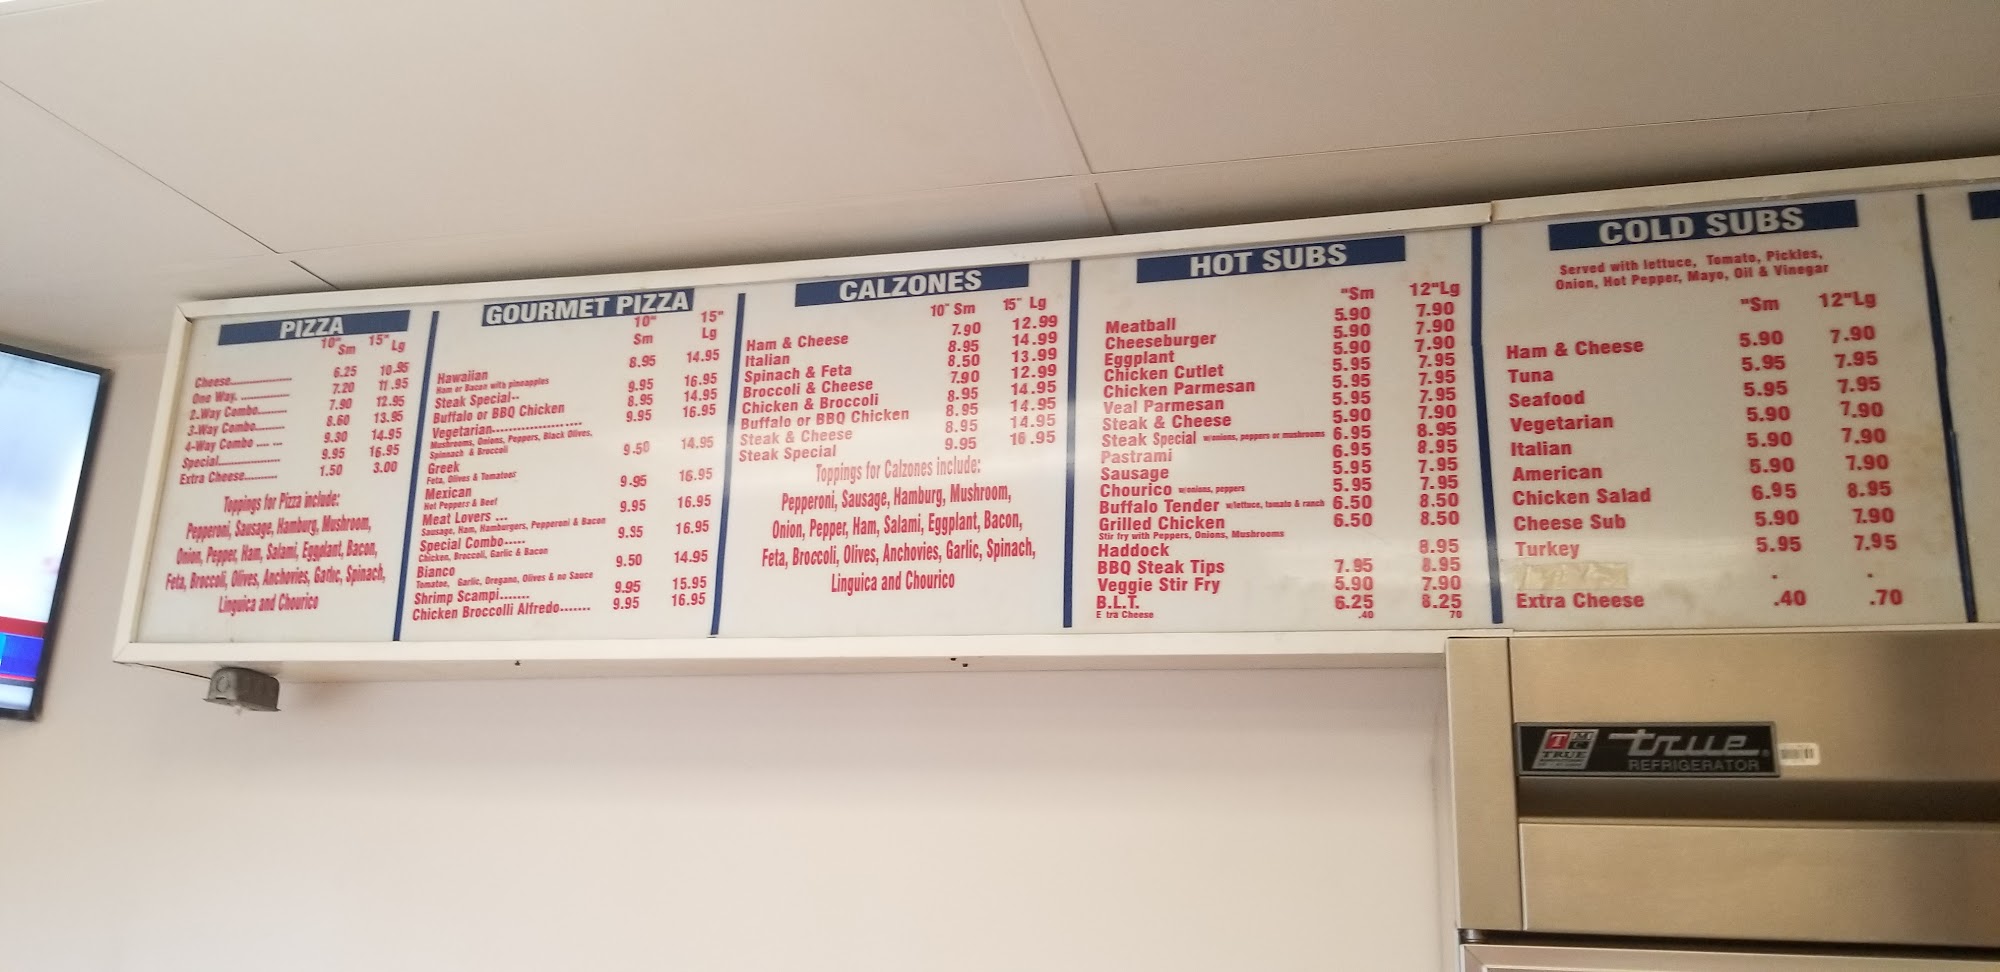 PIZZA
10" Sm 15" Lg
Cheese.................... 6.25 10.95
One Way. ............... 7.20 11.95
2-Way Combo......... 7.90 12.95
3-Way Combo......... 8.60 13.95
4-Way Combo .... ... 9.30 14.95
Special.................... 9.95 16.95
Extra Cheese........... 1.50 3.00
Toppings for Pizza include:
Pepperoni, Sausage, Hamburg, Mushroom,
Onion, Pepper, Ham, Salami, Eggplant, Bacon,
Feta, Broccoli, Olives, Anchovies, Garlic, Spinach,
Linguica and Chourico
GOURMET PIZZA
10" Sm 15" Lg
Hawaiian 8.95 14.95
Ham or Bacon with pineapples
Steak Special-- 9.95 16.95
Buffalo or BBQ Chicken 8.95 14.95
Vegetarian-------------------- 9.95 16.95
Mushrooms, Onions, Peppers, Black Olives,
Spinnach & Broccoli
Greek 9.50 14.95
Feta, Olives & Tomatoes
Mexican 9.95 16.95
Hot Peppers & Beef
Meat Lovers ... 9.95 16.95
Sausage, Ham, Hamburgers, Pepperoni & Bacon
Special Combo----- 9.95 16.95
Chicken, Broccoli, Garlic & Bacon
Bianco 9.50 14.95
Tomatoe, Garlic, Oregano, Olives & no Sauce
Shrimp Scampi....... 9.95 15.95
Chicken Broccolli Alfredo....... 9.95 16.95
CALZONES
10" Sm 15" Lg
Ham & Cheese 7.90 12.99
Italian 8.95 14.99
Spinach & Feta 8.50 13.99
Broccoli & Cheese 7.90 12.99
Chicken & Broccoli 8.95 14.95
Buffalo or BBQ Chicken 8.95 14.95
Steak & Cheese 8.95 14.95
Steak Special 9.95 16.95
Toppings for Calzones include:
Pepperoni, Sausage, Hamburg, Mushroom,
Onion, Pepper, Ham, Salami, Eggplant, Bacon,
Feta, Broccoli, Olives, Anchovies, Garlic, Spinach,
Linguica and Chourico
HOT SUBS
"Sm 12"Lg
Meatball 5.90 7.90
Cheeseburger 5.90 7.90
Eggplant 5.90 7.90
Chicken Cutlet 5.95 7.95
Chicken Parmesan 5.95 7.95
Veal Parmesan 5.95 7.95
Steak & Cheese 5.90 7.90
Steak Special w/onions, peppers or mushrooms 6.95 8.95
Pastrami 6.95 8.95
Sausage 5.95 7.95
Chourico w/onions, peppers 5.95 7.95
Buffalo Tender w/lettuce, tomato & ranch 6.50 8.50
Grilled Chicken 6.50 8.50
Stir fry with Peppers, Onions, Mushrooms
Haddock 8.95
BBQ Steak Tips 7.95 8.95
Veggie Stir Fry 5.90 7.90
B.L.T. 6.25 8.25
E tra Cheese .40 70
COLD SUBS
Served with lettuce, Tomato, Pickles,
Onion, Hot Pepper, Mayo, Oil & Vinegar
"Sm 12"Lg
Ham & Cheese 5.90 7.90
Tuna 5.95 7.95
Seafood 5.95 7.95
Vegetarian 5.90 7.90
Italian 5.90 7.90
American 5.90 7.90
Chicken Salad 6.95 8.95
Cheese Sub 5.90 7.90
Turkey 5.95 7.95
Extra Cheese .40 .70
TMC
TRUE
true
REFRIGERATOR